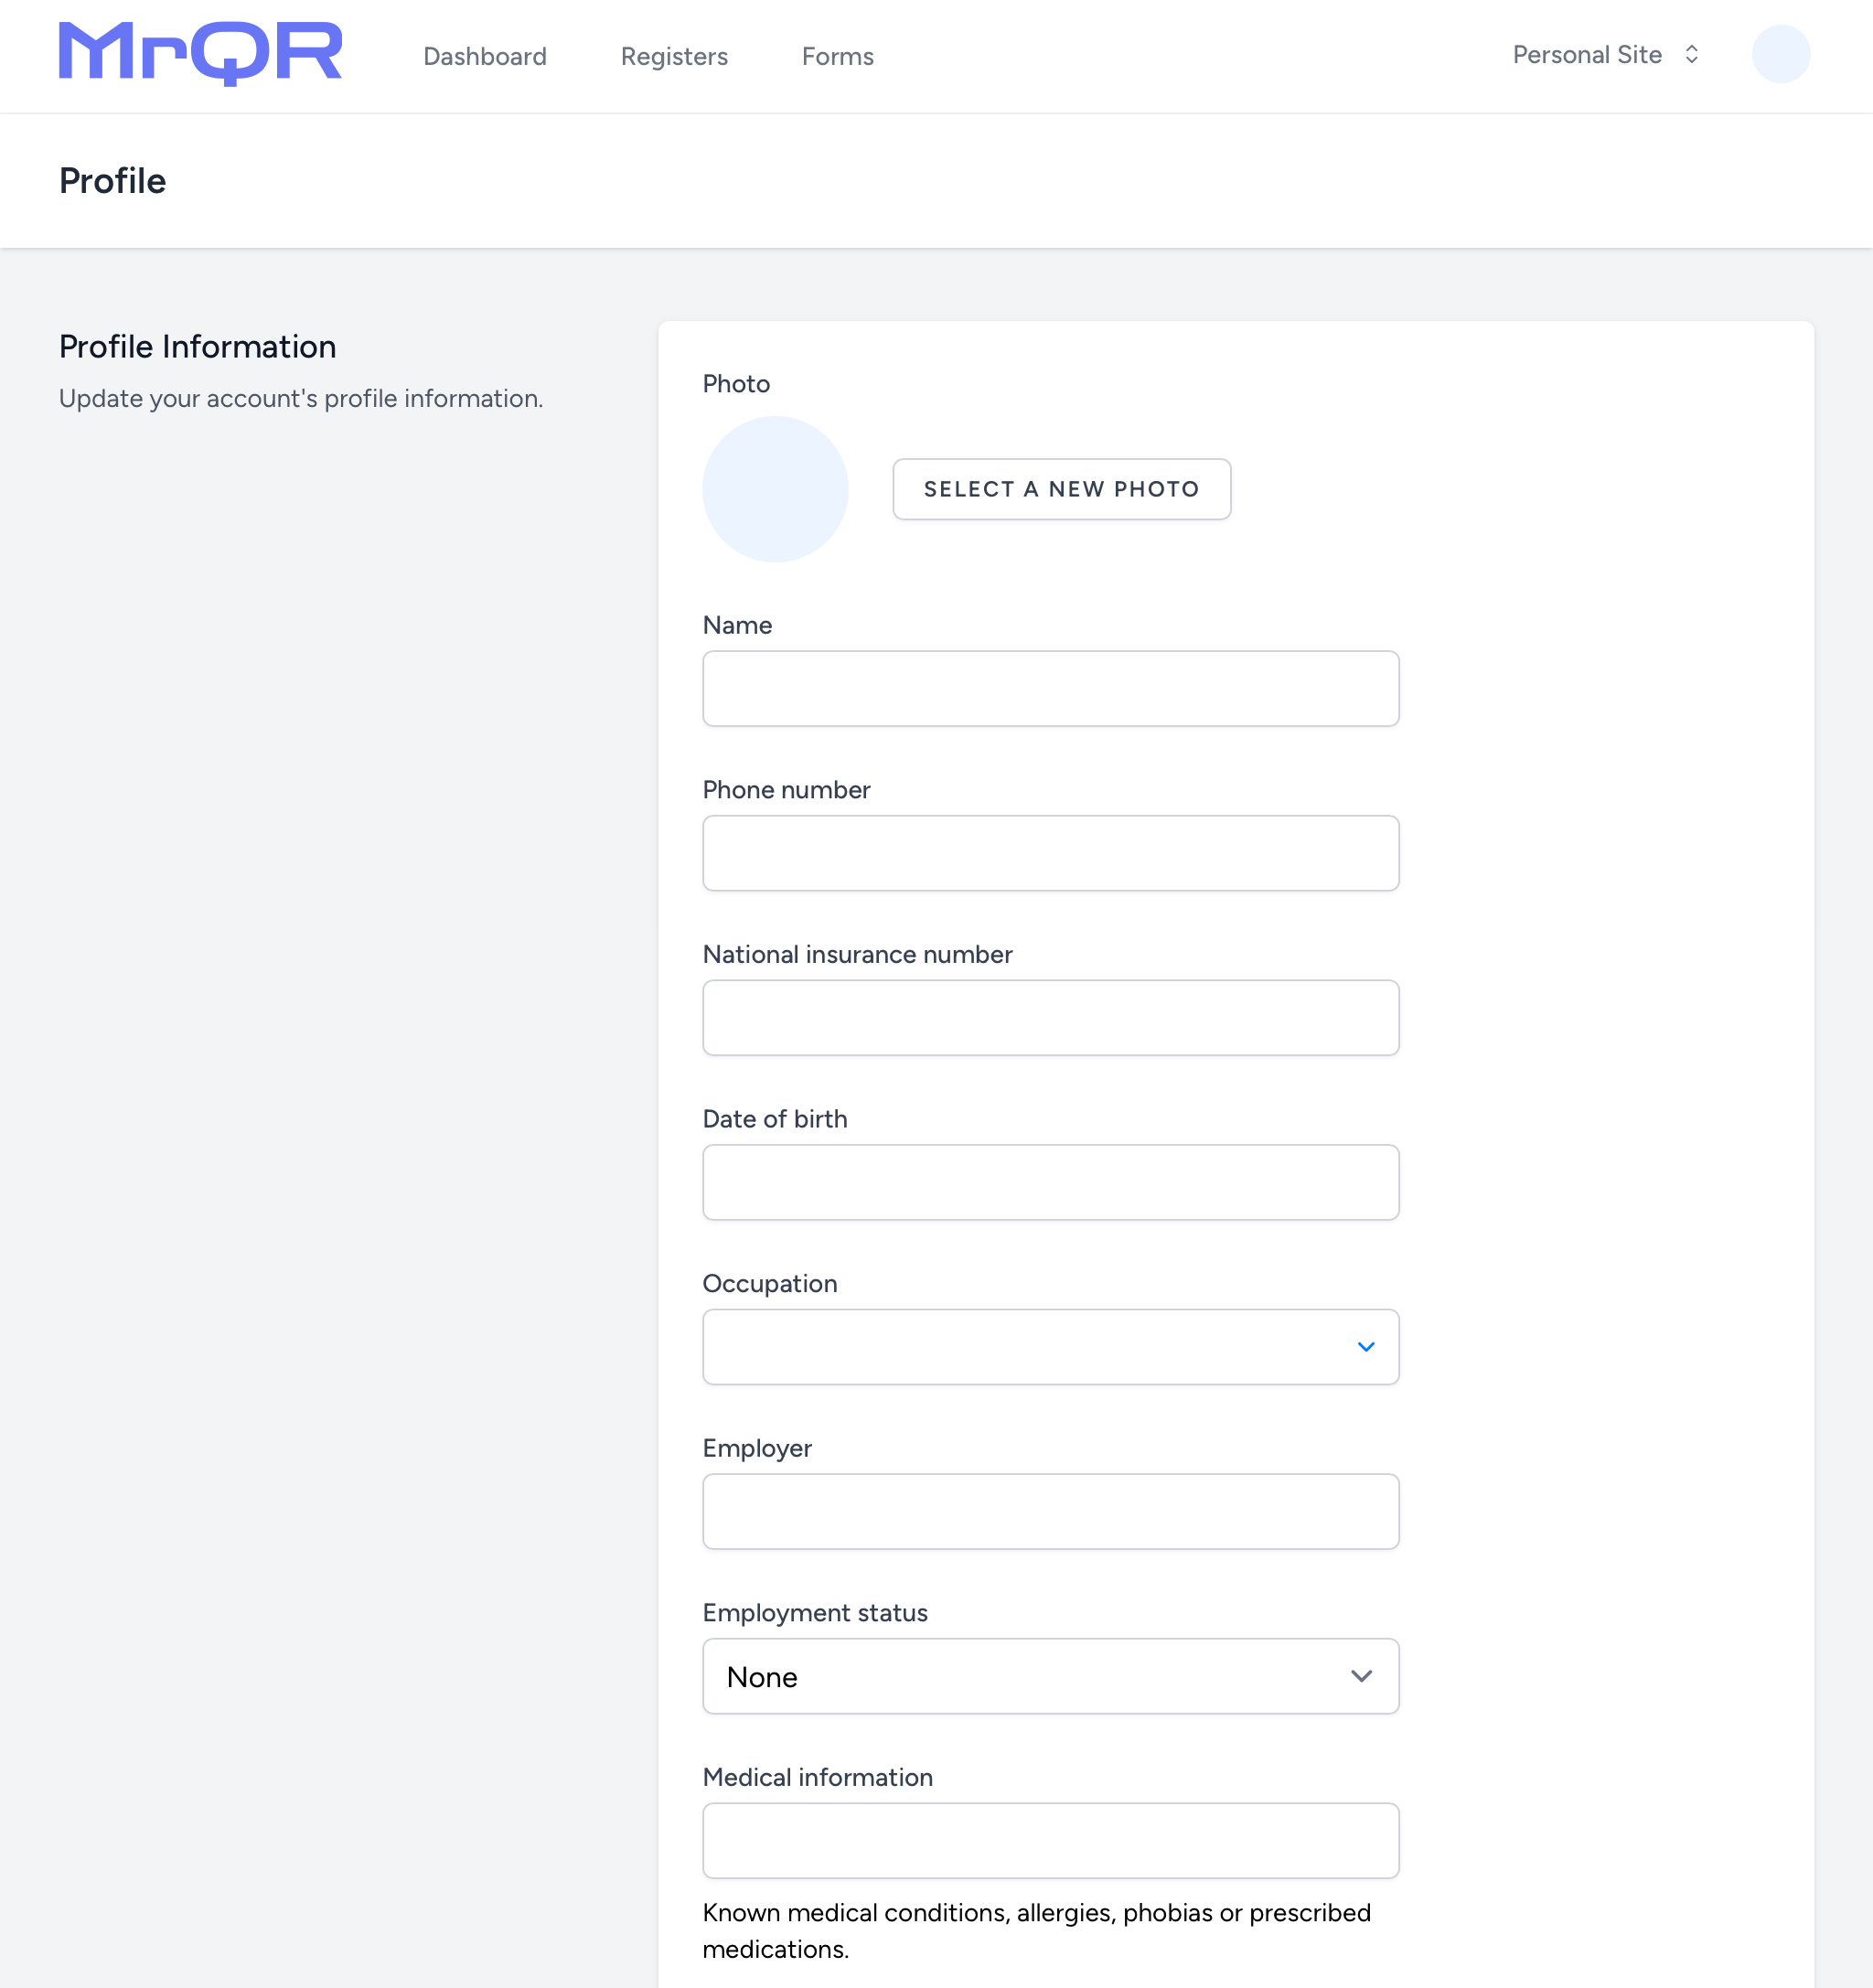 MrQR
Dashboard
Registers
Forms
Personal Site
Profile
Profile Information
Update your account's profile information.
Photo
SELECT A NEW PHOTO
Name
Phone number
National insurance number
Date of birth
Occupation
Employer
Employment status
None
Medical information
Known medical conditions, allergies, phobias or prescribed
medications.